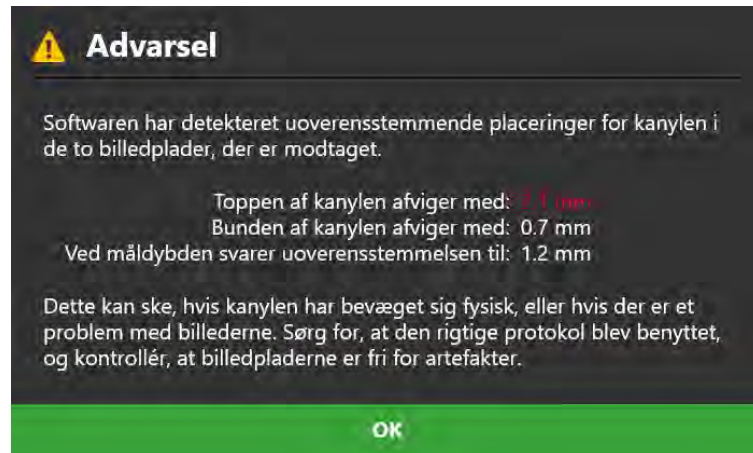 Advarsel
Softwaren har detekteret uoverensstemmende placeringer for kanylen i
de to billedplader, der er modtaget.
Toppen af kanylen afviger med:
Bunden af kanylen afviger med: 0.7 mm
Ved måldybden svarer uoverensstemmelsen til: 1.2 mm
Dette kan ske, hvis kanylen har bevæget sig fysisk, eller hvis der er et
problem med billederne. Sørg for, at den rigtige protokol blev benyttet,
og kontrollér, at billedpladerne er fri for artefakter.
OK